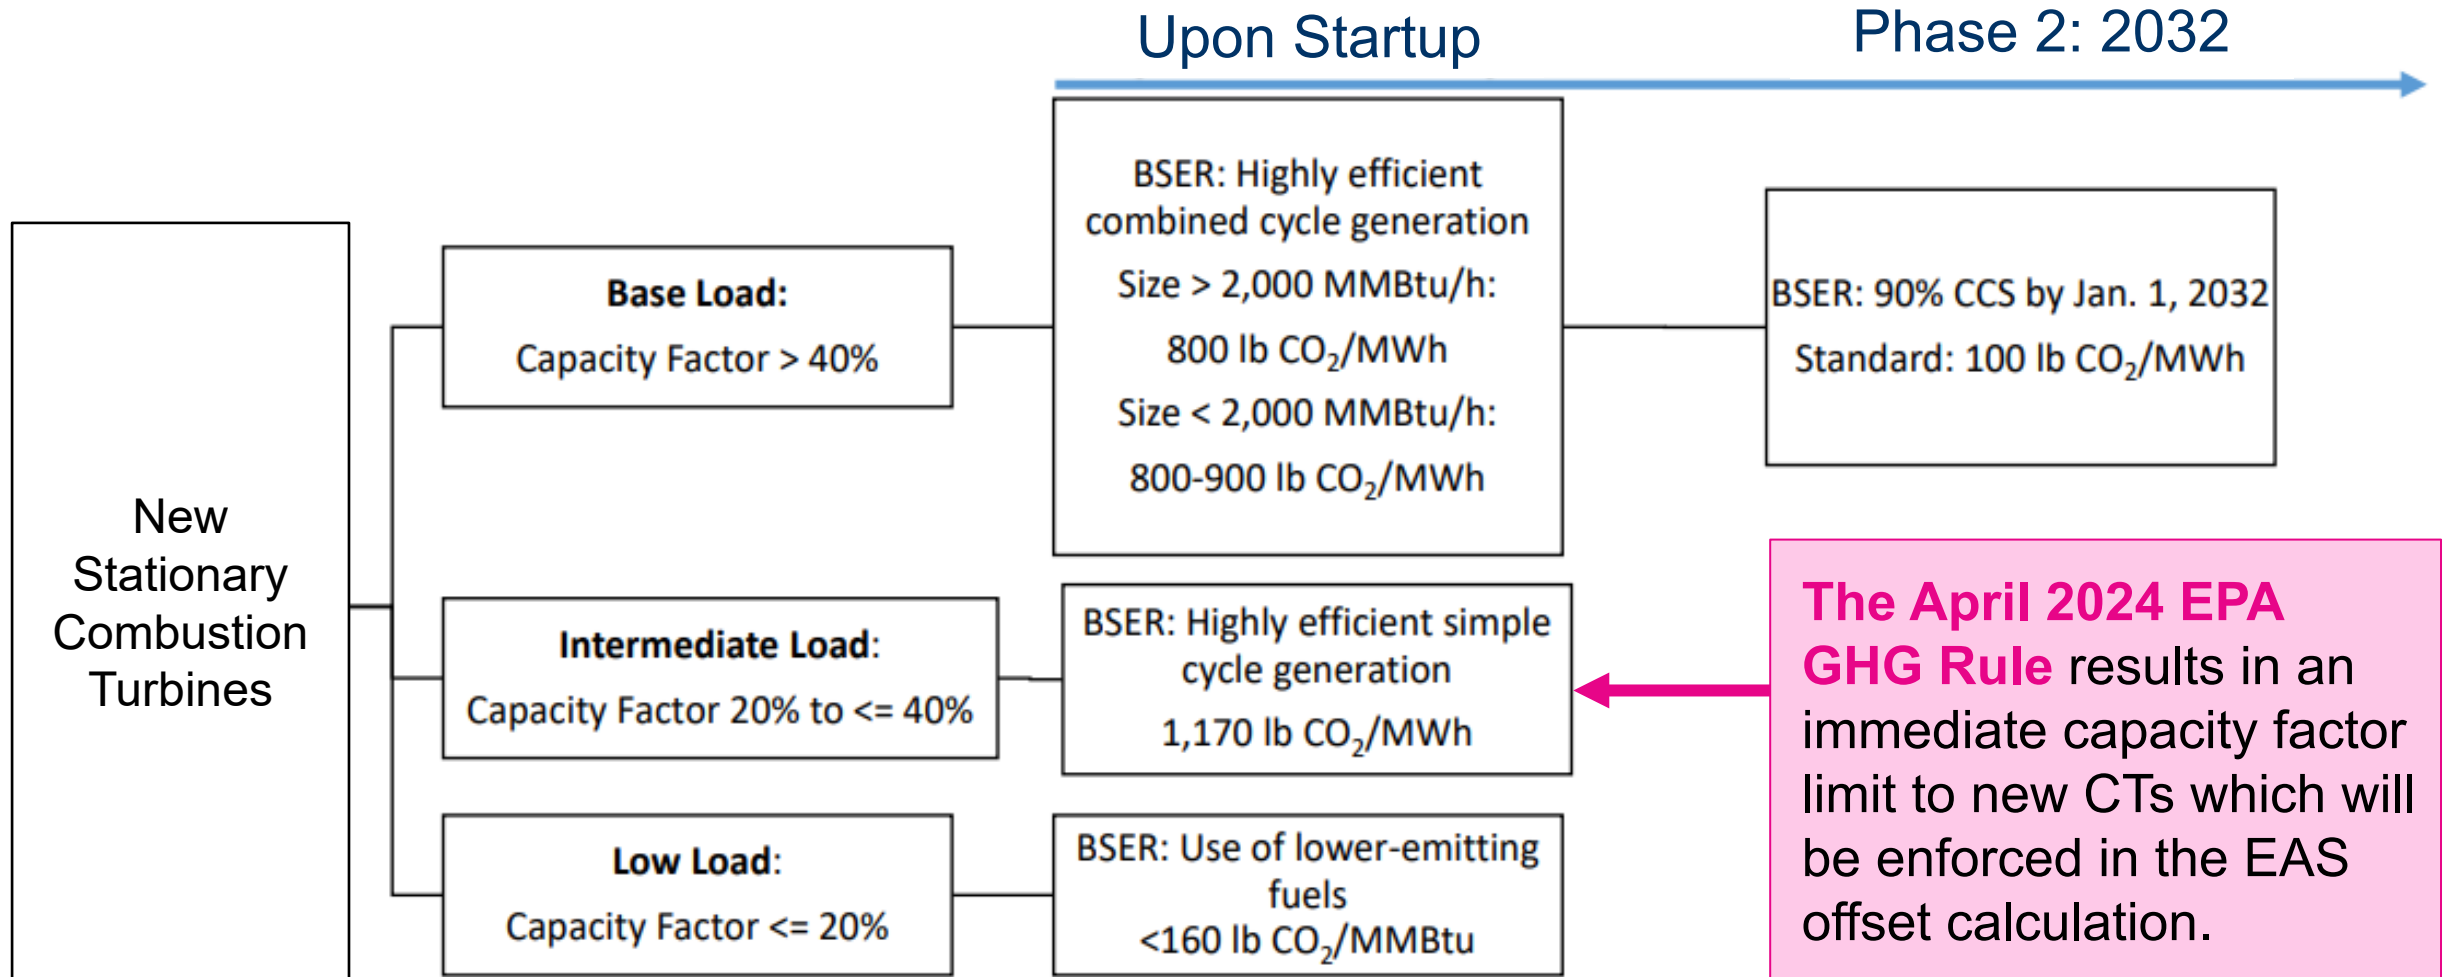 Upon Startup
Phase 2: 2032
New
Stationary
Combustion
Turbines
Base Load:
Capacity Factor > 40%
BSER: Highly efficient
combined cycle generation
Size > 2,000 MMBtu/h:
800 lb CO₂/MWh
Size < 2,000 MMBtu/h:
800-900 lb CO₂/MWh
BSER: 90% CCS by Jan. 1, 2032
Standard: 100 lb CO₂/MWh
Intermediate Load:
Capacity Factor 20% to <= 40%
BSER: Highly efficient simple
cycle generation
1,170 lb CO₂/MWh
The April 2024 EPA
GHG Rule results in an
immediate capacity factor
limit to new CTs which will
be enforced in the EAS
offset calculation.
Low Load:
Capacity Factor <= 20%
BSER: Use of lower-emitting
fuels
<160 lb CO₂/MMBtu